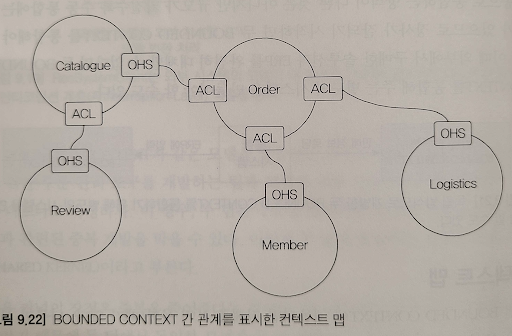 Catalogue
OHS
ACL
Order
ACL
ACL
OHS
ACL
OHS
OHS
Review
Member
Logistics
림 9.22] BOUNDED CONTEXT 간 관계를 표시한 컨텍스트 맵